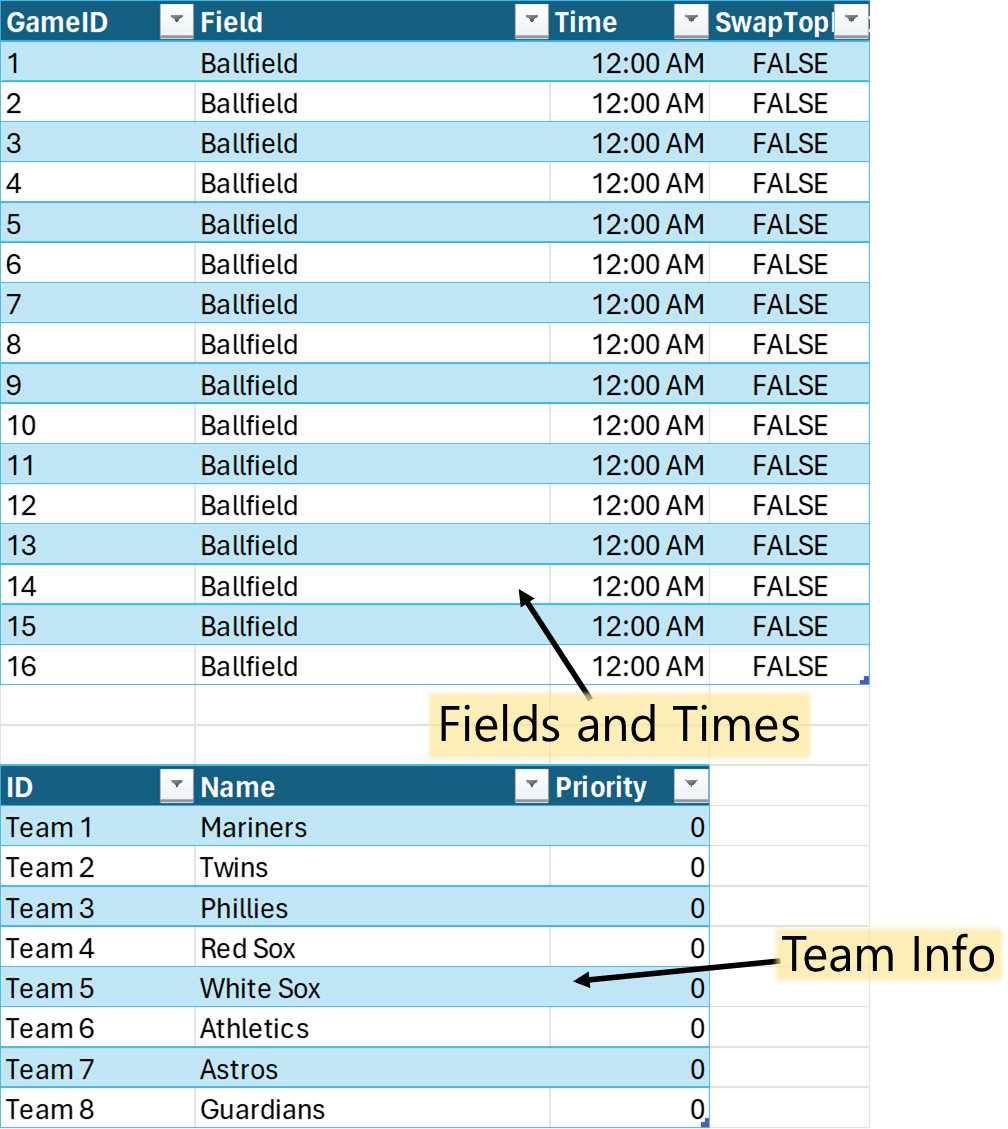 GameID Field Time SwapTop
1 Ballfield 12:00 AM FALSE
2 Ballfield 12:00 AM FALSE
3 Ballfield 12:00 AM FALSE
4 Ballfield 12:00 AM FALSE
5 Ballfield 12:00 AM FALSE
6 Ballfield 12:00 AM FALSE
7 Ballfield 12:00 AM FALSE
8 Ballfield 12:00 AM FALSE
9 Ballfield 12:00 AM FALSE
10 Ballfield 12:00 AM FALSE
11 Ballfield 12:00 AM FALSE
12 Ballfield 12:00 AM FALSE
13 Ballfield 12:00 AM FALSE
14 Ballfield 12:00 AM FALSE
15 Ballfield 12:00 AM FALSE
16 Ballfield 12:00 AM FALSE
Fields and Times
ID Name Priority
Team 1 Mariners 0
Team 2 Twins 0
Team 3 Phillies 0
Team 4 Red Sox 0
Team Info
Team 5 White Sox 0
Team 6 Athletics 0
Team 7 Astros 0
Team 8 Guardians 0